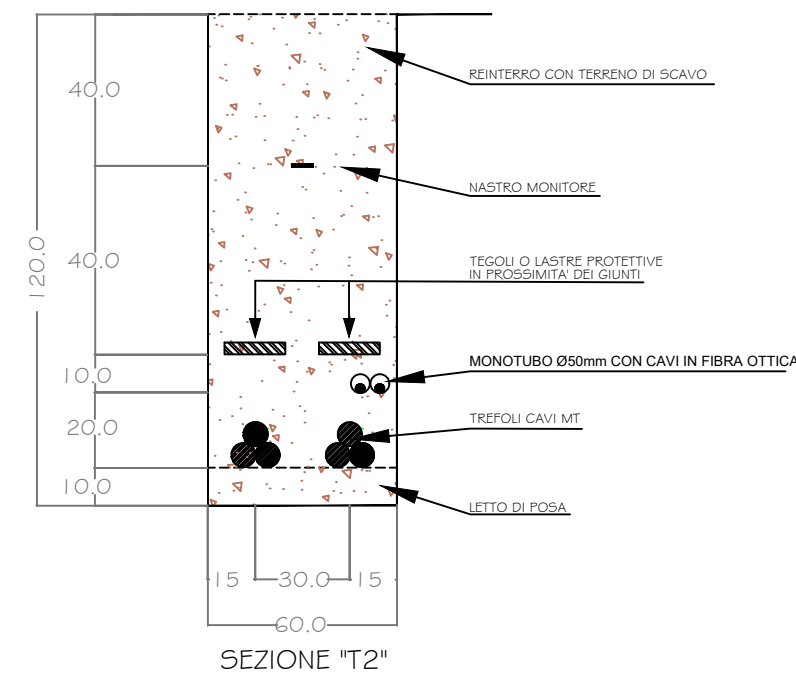 REINTERRO CON TERRENO DI SCAVO
40.0
NASTRO MONITORE
120.0
40.0
TEGOLI O LASTRE PROTETTIVE
IN PROSSIMITA' DEI GIUNTI
MONOTUBO Ø50mm CON CAVI IN FIBRA OTTICA
10.0
TREFOLI CAVI MT
20.0
10.0
LETTO DI POSA
15 30.0 15
60.0
SEZIONE "T2"